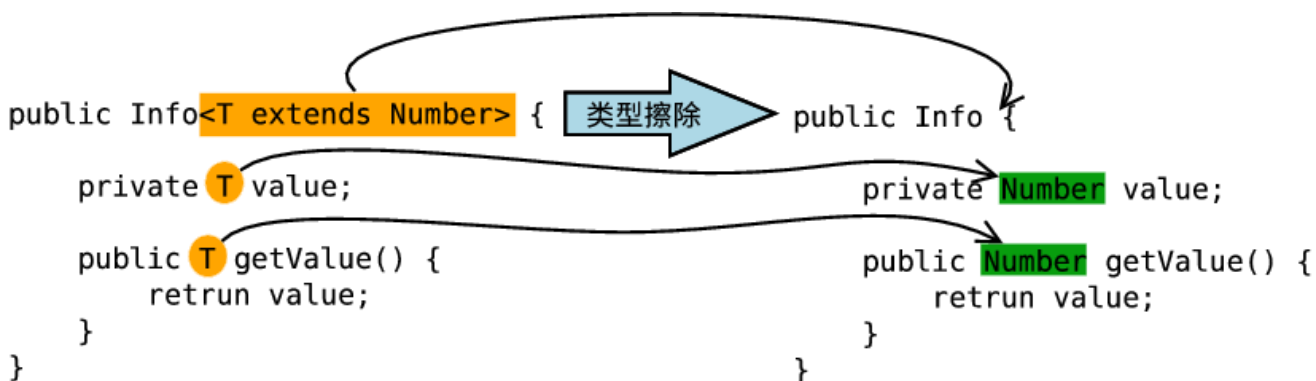 public Info<T extends Number> {
    private T value;
    public T getValue() {
        retrun value;
    }
}
类型擦除
public Info {
    private Number value;
    public Number getValue() {
        retrun value;
    }
}